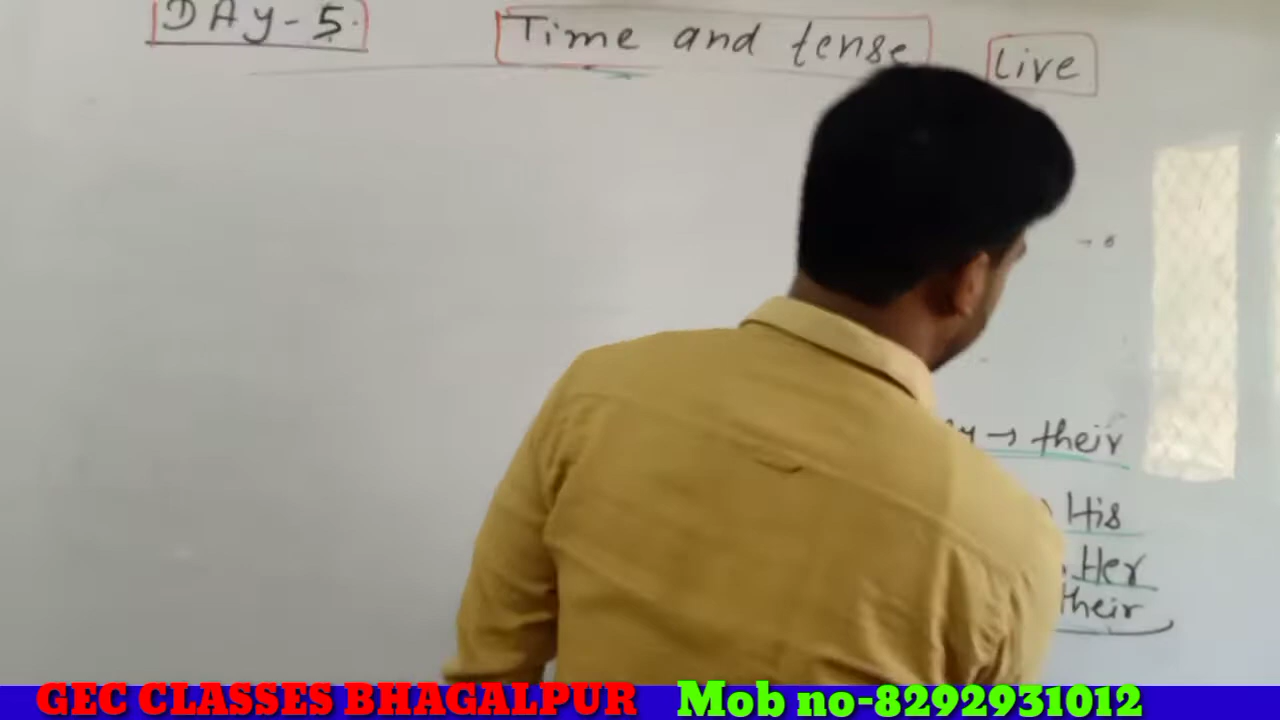 DAY-5. Time and tense Live
→ their
His
Her
their
GEC CLASSES BHAGALPUR Mob no-8292931012